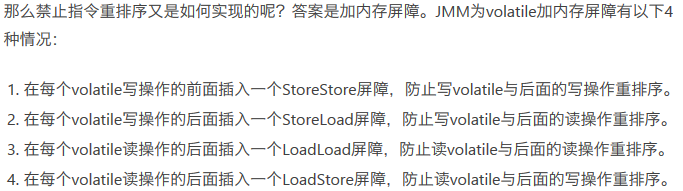 那么禁止指令重排序又是如何实现的呢？答案是加内存屏障。JMM为volatile加内存屏障有以下4
种情况：
1. 在每个volatile写操作的前面插入一个StoreStore屏障，防止写volatile与后面的写操作重排序。
2. 在每个volatile写操作的后面插入一个StoreLoad屏障，防止写volatile与后面的读操作重排序。
3. 在每个volatile读操作的后面插入一个LoadLoad屏障，防止读volatile与后面的读操作重排序。
4. 在每个volatile读操作的后面插入一个LoadStore屏障，防止读volatile与后面的写操作重排序。